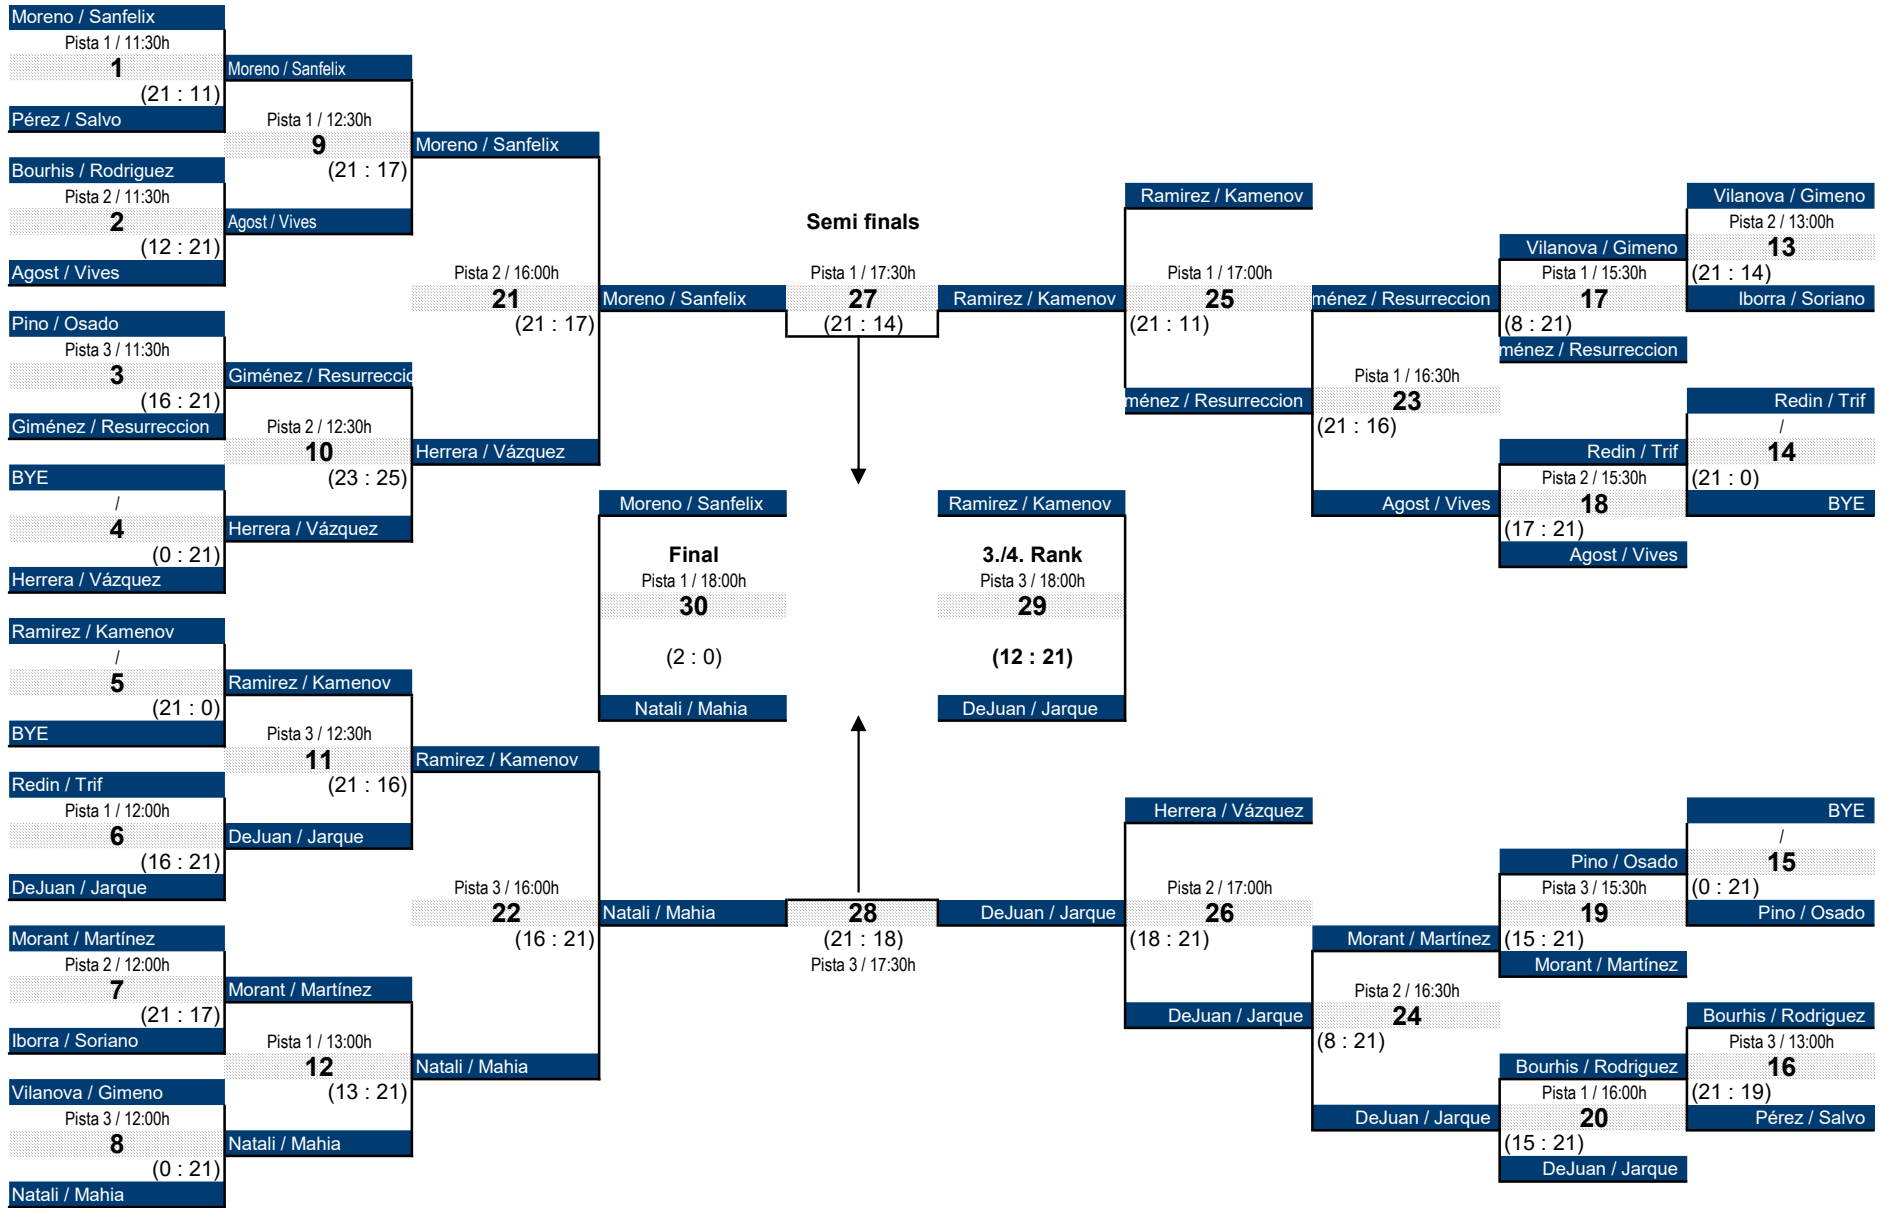 Moreno / Sanfelix
Pista 1 / 11:30h
1
(21 : 11)
Pérez / Salvo
Bourhis / Rodriguez
Pista 2 / 11:30h
2
(12 : 21)
Agost / Vives
Pino / Osado
Pista 3 / 11:30h
3
(16 : 21)
Giménez / Resurreccion
BYE
/
4
(0 : 21)
Herrera / Vázquez
Ramirez / Kamenov
/
5
(21 : 0)
BYE
Redin / Trif
Pista 1 / 12:00h
6
(16 : 21)
DeJuan / Jarque
Morant / Martínez
Pista 2 / 12:00h
7
(21 : 17)
Iborra / Soriano
Vilanova / Gimeno
Pista 3 / 12:00h
8
(0 : 21)
Natali / Mahia
Moreno / Sanfelix
Pista 1 / 12:30h
9
(21 : 17)
Agost / Vives
Giménez / Resurreccio
Pista 2 / 12:30h
10
(23 : 25)
Herrera / Vázquez
Ramirez / Kamenov
Pista 3 / 12:30h
11
(21 : 16)
DeJuan / Jarque
Morant / Martínez
Pista 1 / 13:00h
12
(13 : 21)
Natali / Mahia
Moreno / Sanfelix
Pista 2 / 16:00h
21
(21 : 17)
Herrera / Vázquez
Ramirez / Kamenov
Pista 3 / 16:00h
22
(16 : 21)
Natali / Mahia
Moreno / Sanfelix
Semi finals
Pista 1 / 17:30h
27
(21 : 14)
Ramirez / Kamenov
Moreno / Sanfelix
Final
Pista 1 / 18:00h
30
(2 : 0)
Natali / Mahia
Ramirez / Kamenov
3./4. Rank
Pista 3 / 18:00h
29
(12 : 21)
DeJuan / Jarque
Natali / Mahia
28
(21 : 18)
Pista 3 / 17:30h
DeJuan / Jarque
Ramirez / Kamenov
Pista 1 / 17:00h
25
(21 : 11)
ménez / Resurreccion
Herrera / Vázquez
Pista 2 / 17:00h
26
(18 : 21)
DeJuan / Jarque
ménez / Resurreccion
Pista 1 / 16:30h
23
(21 : 16)
Agost / Vives
Morant / Martínez
Pista 2 / 16:30h
24
(8 : 21)
DeJuan / Jarque
Vilanova / Gimeno
Pista 1 / 15:30h
17
(8 : 21)
ménez / Resurreccion
Redin / Trif
Pista 2 / 15:30h
18
(17 : 21)
Agost / Vives
Pino / Osado
Pista 3 / 15:30h
19
(15 : 21)
Morant / Martínez
Bourhis / Rodriguez
Pista 1 / 16:00h
20
(15 : 21)
DeJuan / Jarque
Vilanova / Gimeno
Pista 2 / 13:00h
13
(21 : 14)
Iborra / Soriano
Redin / Trif
/
14
(21 : 0)
BYE
BYE
/
15
(0 : 21)
Pino / Osado
Bourhis / Rodriguez
Pista 3 / 13:00h
16
(21 : 19)
Pérez / Salvo